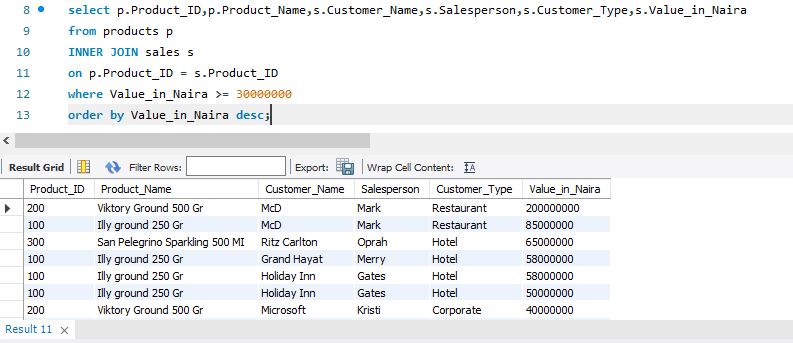 8 select p.Product_ID,p.Product_Name,s.Customer_Name,s.Salesperson,s.Customer_Type,s.Value_in_Naira
9 from products p
10 INNER JOIN sales s
11 on p.Product_ID = s.Product_ID
12 where Value_in_Naira >= 30000000
13 order by Value_in_Naira desc;
Result Grid Filter Rows: Export: Wrap Cell Content:
Product_ID Product_Name Customer_Name Salesperson Customer_Type Value_in_Naira
200 Viktory Ground 500 Gr McD Mark Restaurant 200000000
100 Illy ground 250 Gr McD Mark Restaurant 85000000
300 San Pelegrino Sparkling 500 Ml Ritz Carlton Oprah Hotel 65000000
100 Illy ground 250 Gr Grand Hayat Merry Hotel 58000000
100 Illy ground 250 Gr Holiday Inn Gates Hotel 58000000
100 Illy ground 250 Gr Holiday Inn Gates Hotel 50000000
200 Viktory Ground 500 Gr Microsoft Kristi Corporate 40000000
Result 11